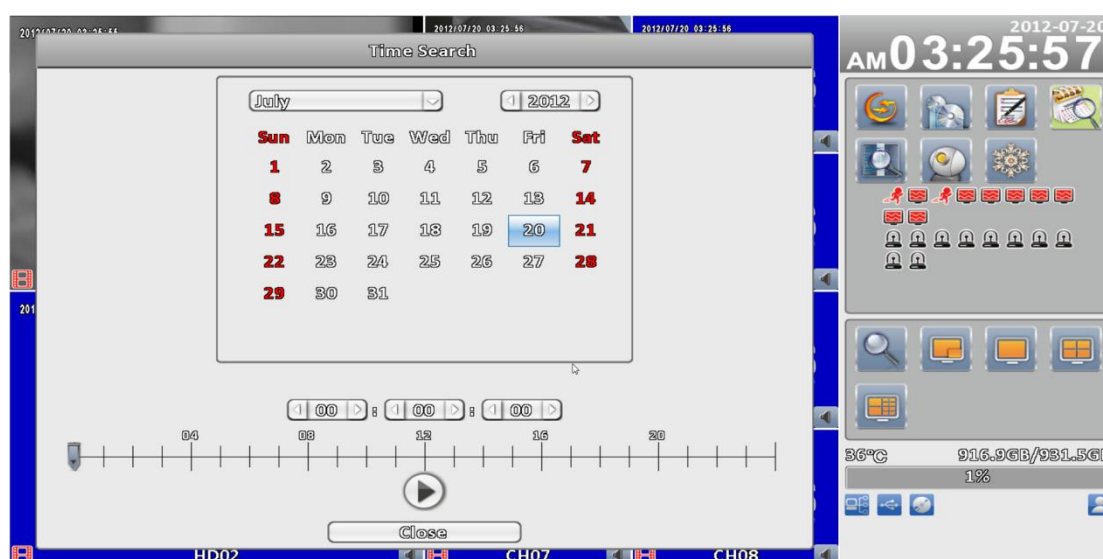 2012/07/20 03:25:56
2012/07/20 03:25:56
2012-07-20
AM 03:25:57
Time Search
July
2012
Sun Mon Tue Wed Thu Fri Sat
1 2 3 4 5 6 7
8 9 10 11 12 13 14
15 16 17 18 19 20 21
22 23 24 25 26 27 28
29 30 31
201
00 : 00 : 00
04 08 12 16 20
36°C 916.9GB/931.5GB
1%
Close
HD02 CH07 CH08